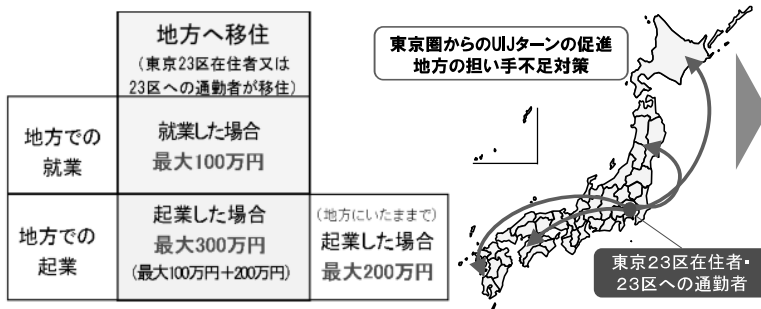 地方へ移住
(東京23区在住者又は
23区への通勤者が移住)
地方での
就業
就業した場合
最大100万円
地方での
起業
起業した場合
最大300万円
(最大100万円+200万円)
(地方にいたままで)
起業した場合
最大200万円
東京圏からのUIJターンの促進
地方の担い手不足対策
東京23区在住者・
23区への通勤者